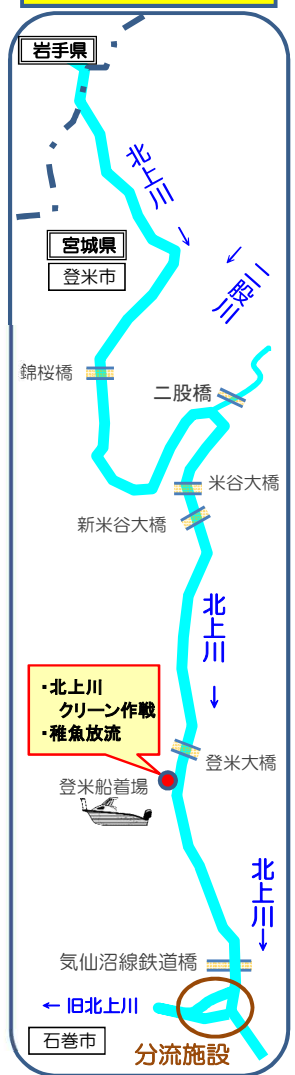 岩手県
北上川
→
宮城県
登米市
←
二股川
錦桜橋
二股橋
米谷大橋
新米谷大橋
北上川
→
・北上川
クリーン作戦
・稚魚放流
登米大橋
登米船着場
北上川→
気仙沼線鉄道橋
← 旧北上川
石巻市
分流施設